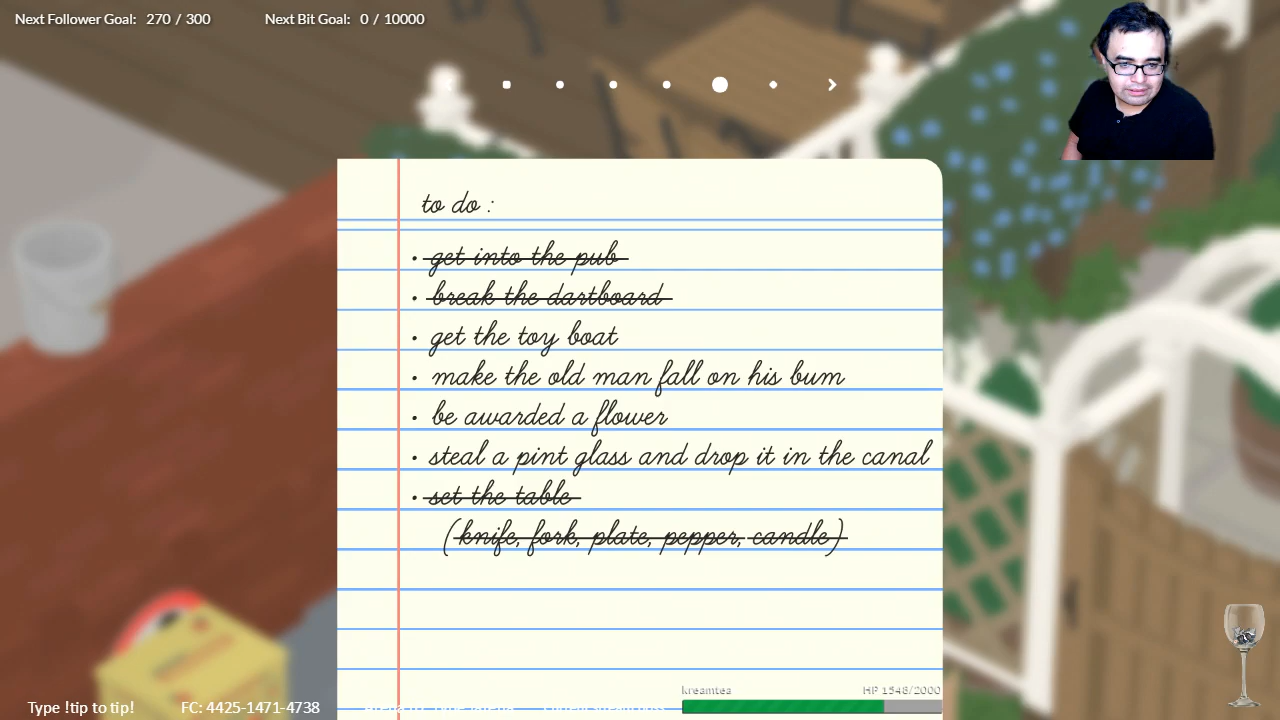 Next Follower Goal: 270 / 300 Next Bit Goal: 0 / 10000
to do :
• get into the pub
• break the dartboard
• get the toy boat
• make the old man fall on his bum
• be awarded a flower
• steal a pint glass and drop it in the canal
• set the table
(knife, fork, plate, pepper, candle)
kreamtea HP 1548/2000
Type !tip to tip! FC: 4425-1471-4738